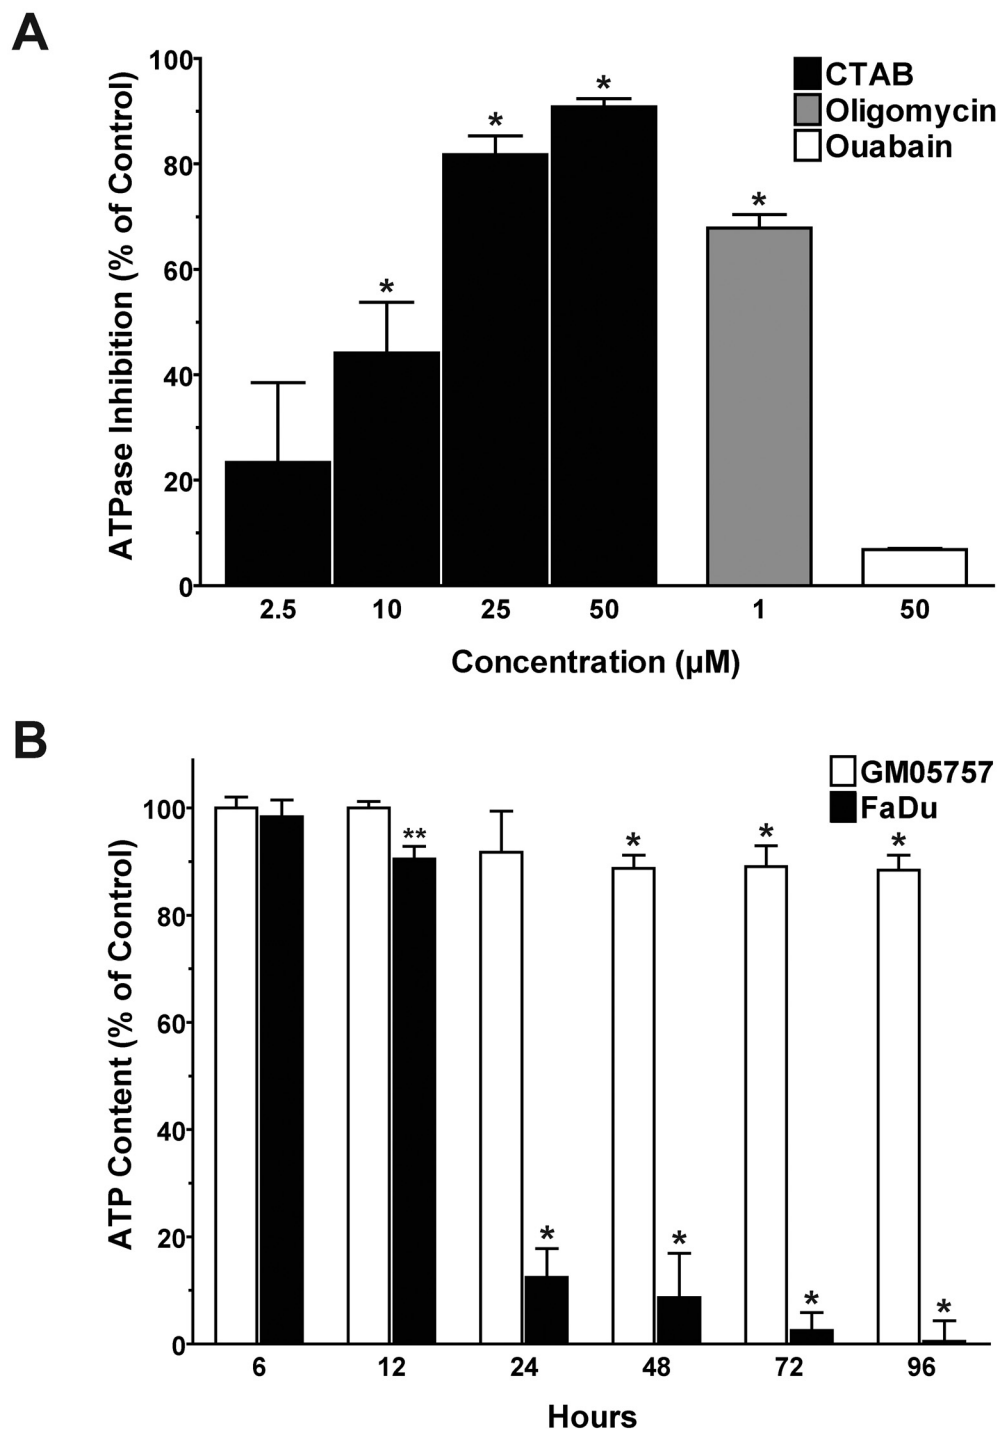 A
CTAB
Oligomycin
Ouabain
ATPase Inhibition (% of Control)
100
80
60
40
20
0
*
*
*
*
2.5 10 25 50 1 50
Concentration (µM)
B
GM05757
FaDu
ATP Content (% of Control)
100
80
60
40
20
0
**
*
*
*
*
*
*
*
6 12 24 48 72 96
Hours